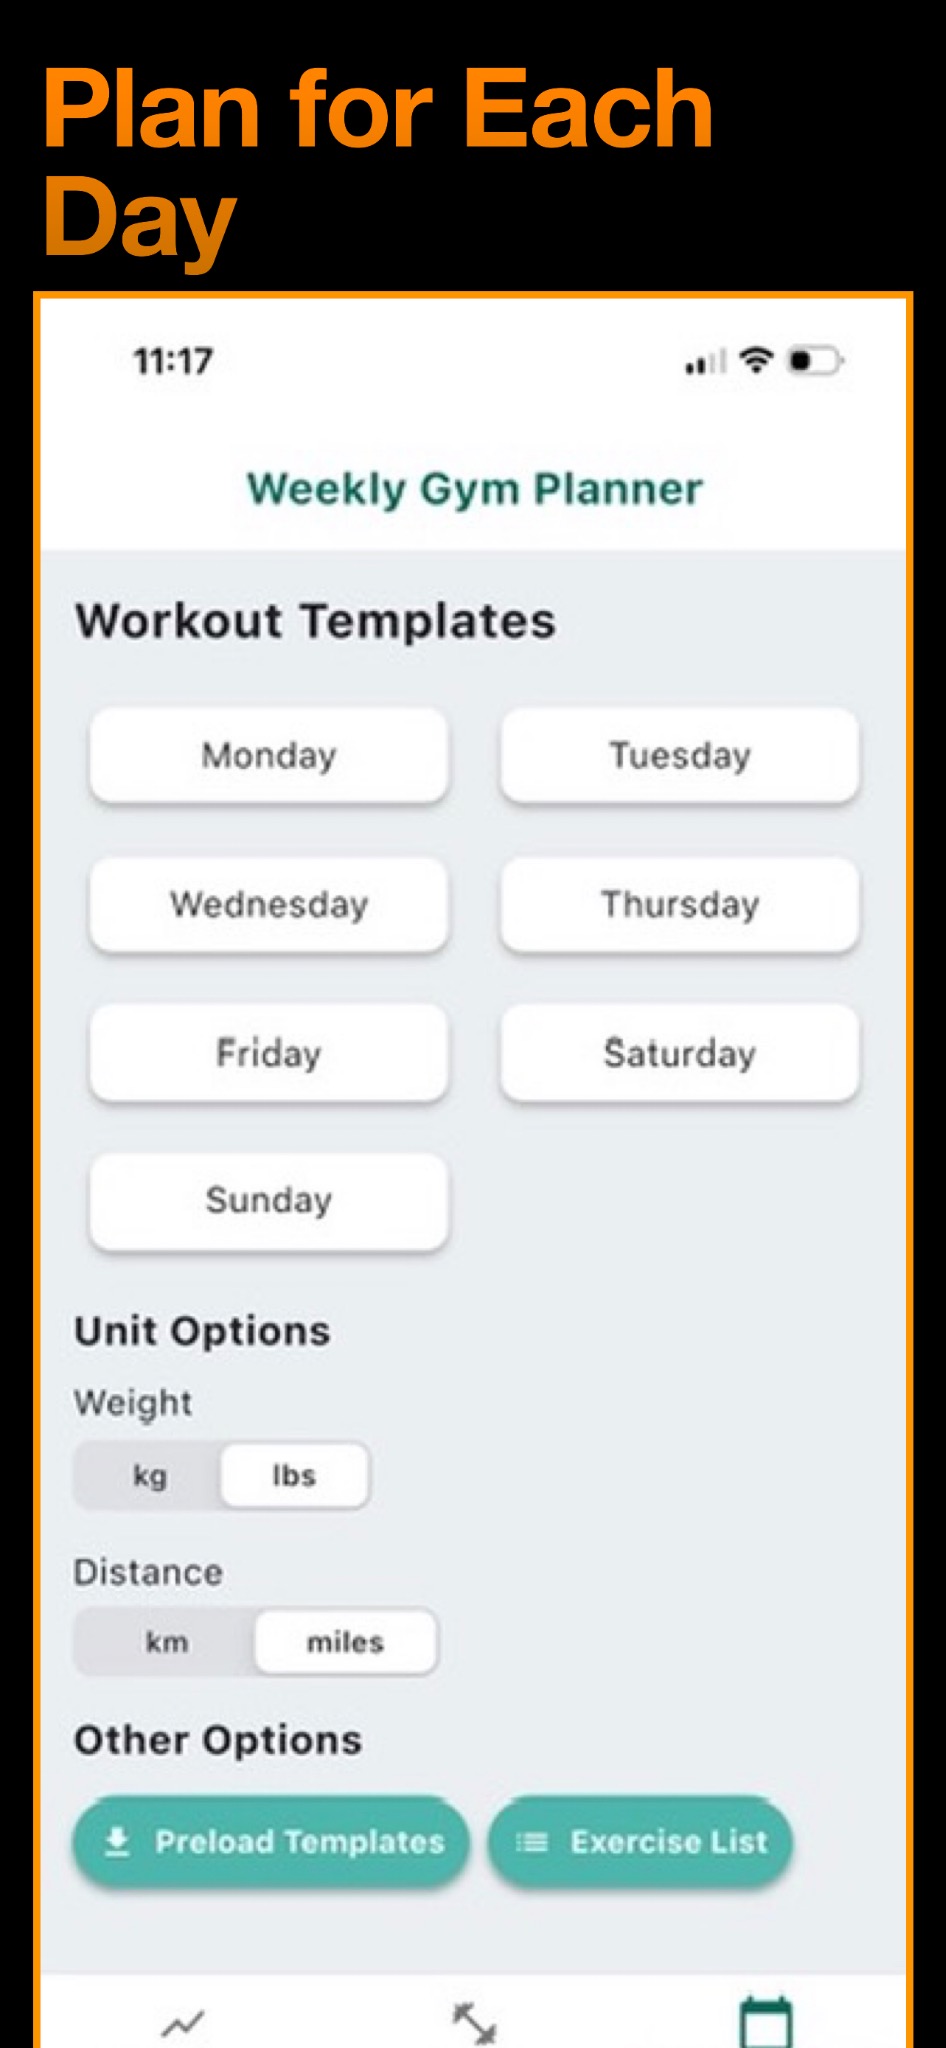 Plan for Each
Day
11:17
Weekly Gym Planner
Workout Templates
Monday
Tuesday
Wednesday
Thursday
Friday
Saturday
Sunday
Unit Options
Weight
kg
lbs
Distance
km
miles
Other Options
Preload Templates
Exercise List